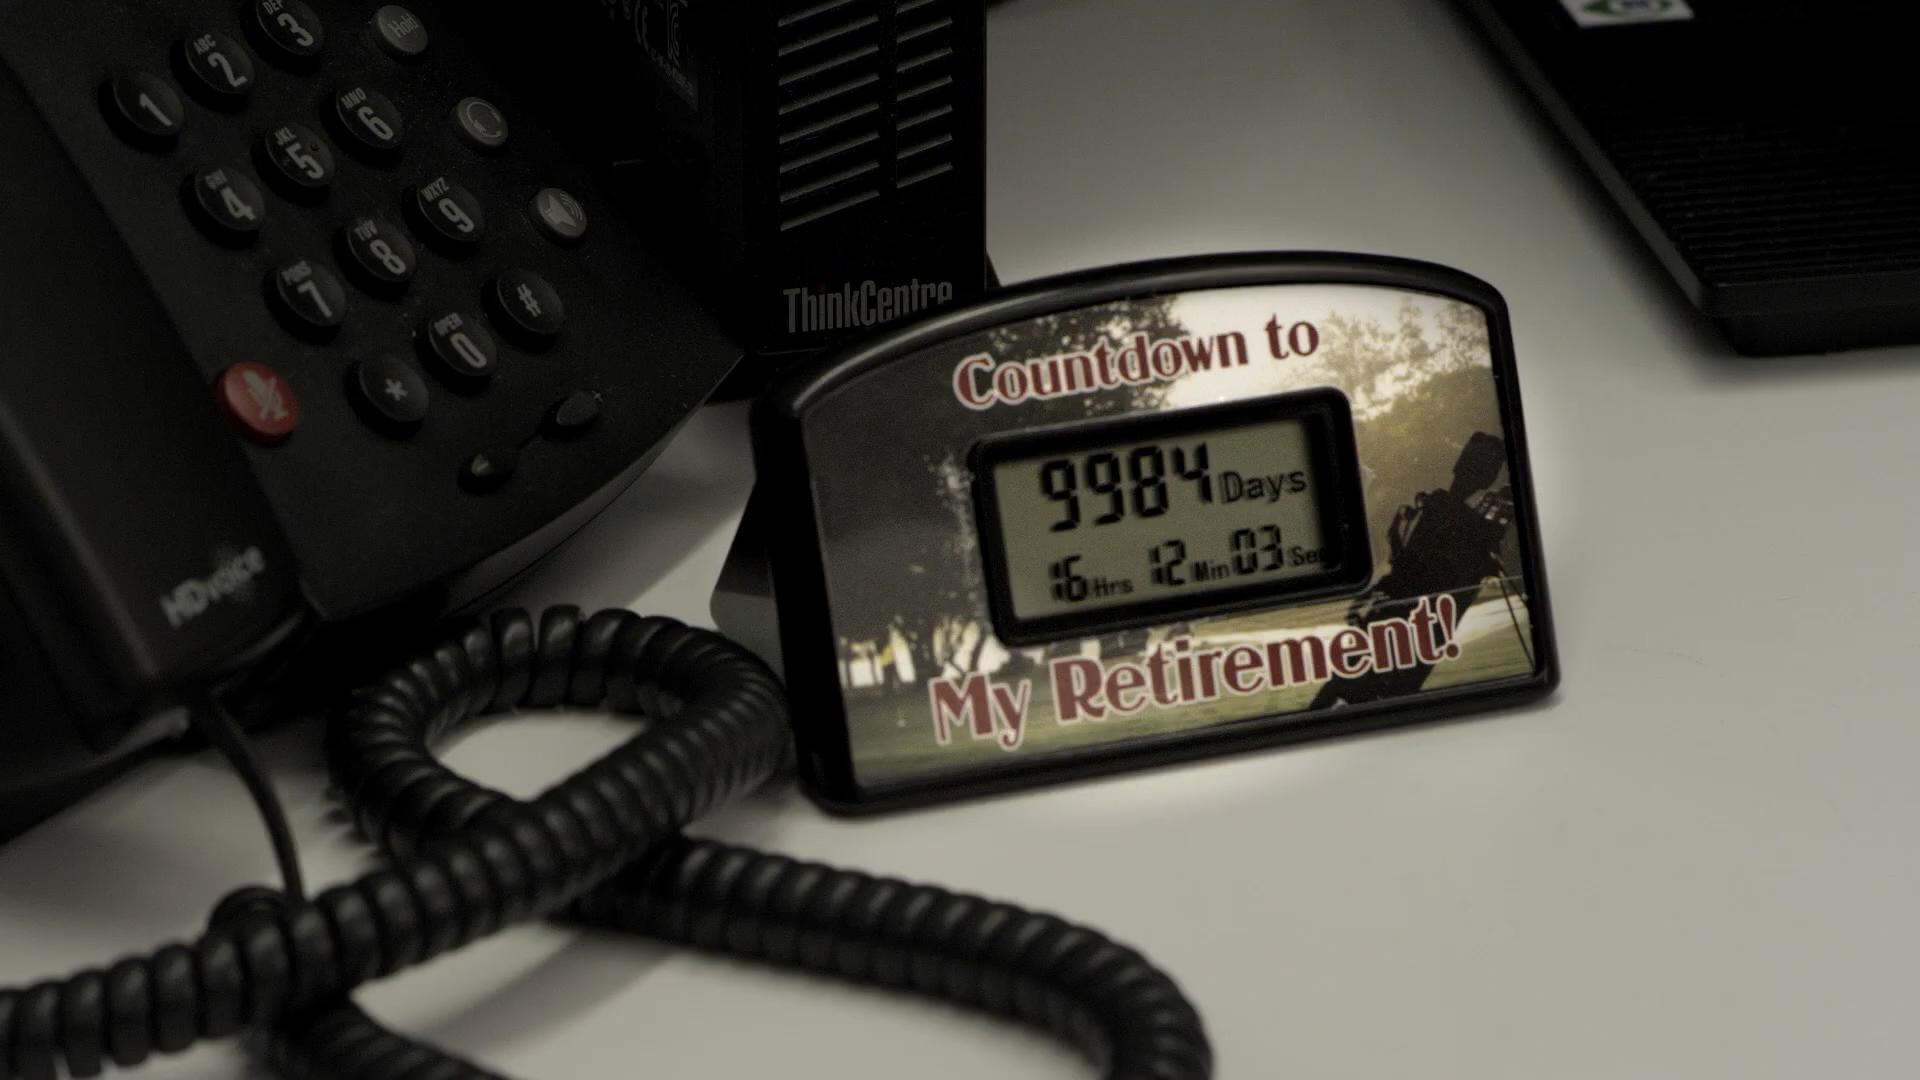 1
ABC 2
DEF 3
Hold
GHI 4
JKL 5
MNO 6
PQRS 7
TUV 8
WXYZ 9
*
OPER 0
#
HDvoice
ThinkCentre
Countdown to
9984 Days
16 Hrs 12 Min 03 Sec
My Retirement!